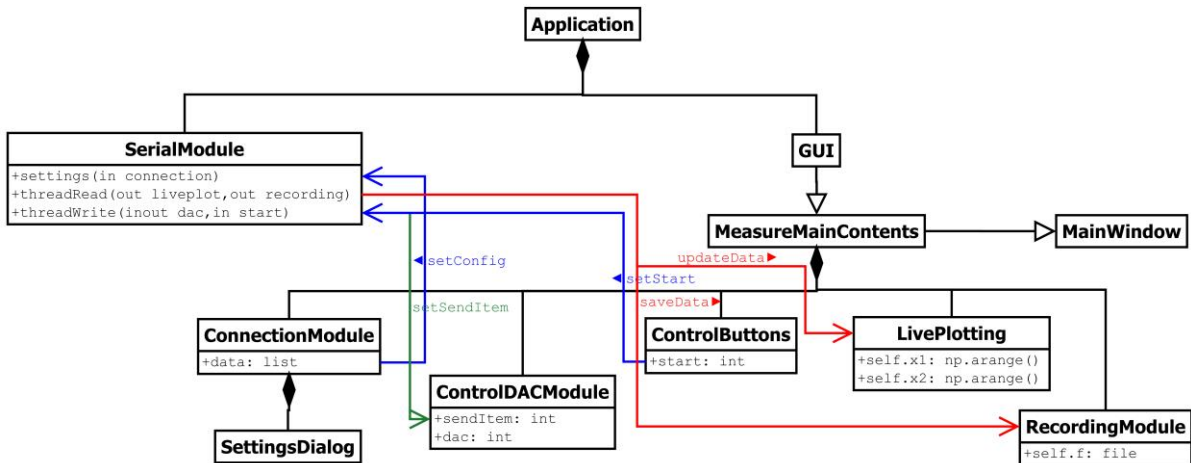 Application
SerialModule
+settings(in connection)
+threadRead(out liveplot,out recording)
+threadWrite(inout dac,in start)
GUI
MeasureMainContents
MainWindow
setConfig
updateData
setStart
setSendItem
saveData
ConnectionModule
+data: list
ControlDACModule
+sendItem: int
+dac: int
ControlButtons
+start: int
LivePlotting
+self.x1: np.arange()
+self.x2: np.arange()
SettingsDialog
RecordingModule
+self.f: file